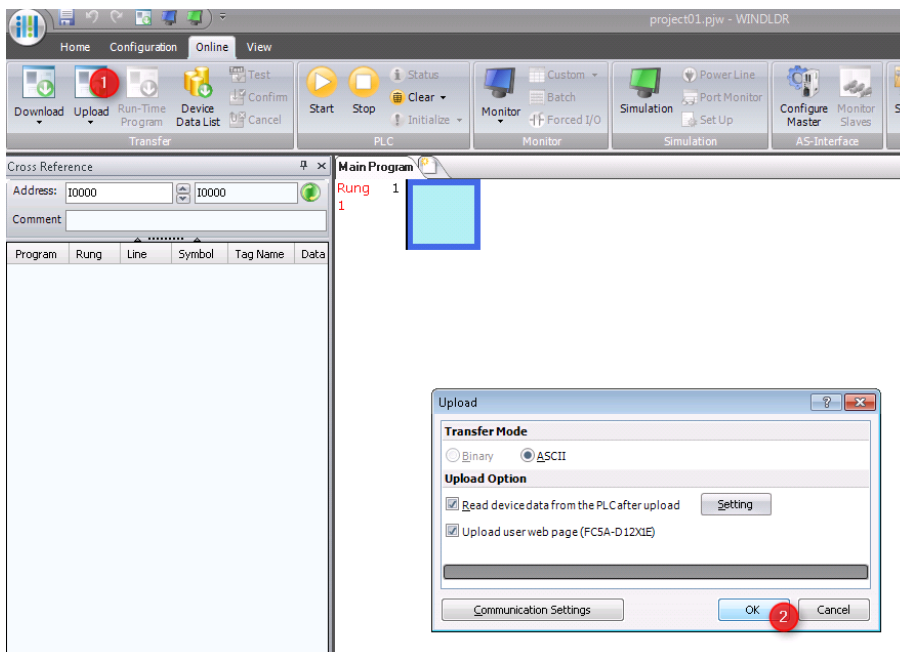 project01.pjw - WINDLDR
Home Configuration Online View
Download Upload Run-Time Program Device Data List Test Confirm Cancel
Transfer
Start Stop Status Clear Initialize
PLC
Monitor Custom Batch Forced I/O
Monitor
Simulation Power Line Port Monitor Set Up
Simulation
Configure Master Monitor Slaves
AS-Interface
S
1
Cross Reference
Address: I0000 I0000
Comment
Program Rung Line Symbol Tag Name Data
Main Program
Rung 1
1
Upload
Transfer Mode
Binary ASCII
Upload Option
Read device data from the PLC after upload Setting
Upload user web page (FC5A-D12X1E)
Communication Settings OK 2 Cancel